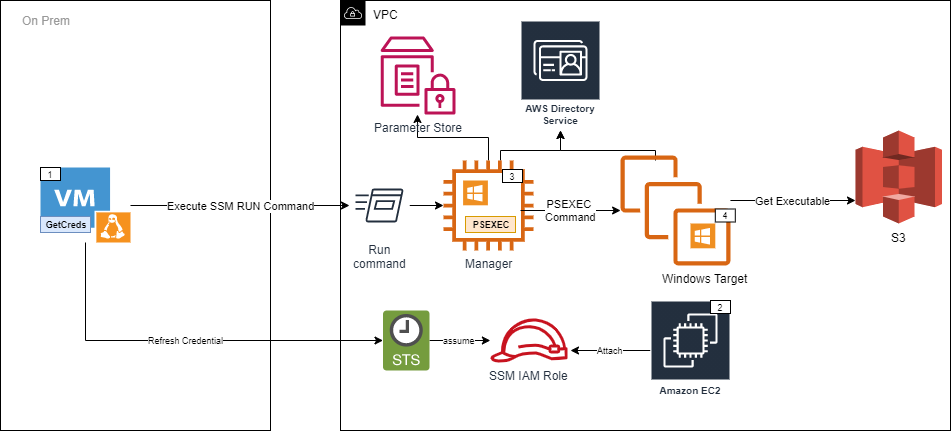 On Prem
VPC
Parameter Store
AWS Directory
Service
1
VM
GetCreds
Execute SSM RUN Command
Run
command
3
PSEXEC
Manager
PSEXEC
Command
4
Windows Target
Get Executable
S3
Refresh Credential
STS
assume
SSM IAM Role
Attach
2
Amazon EC2